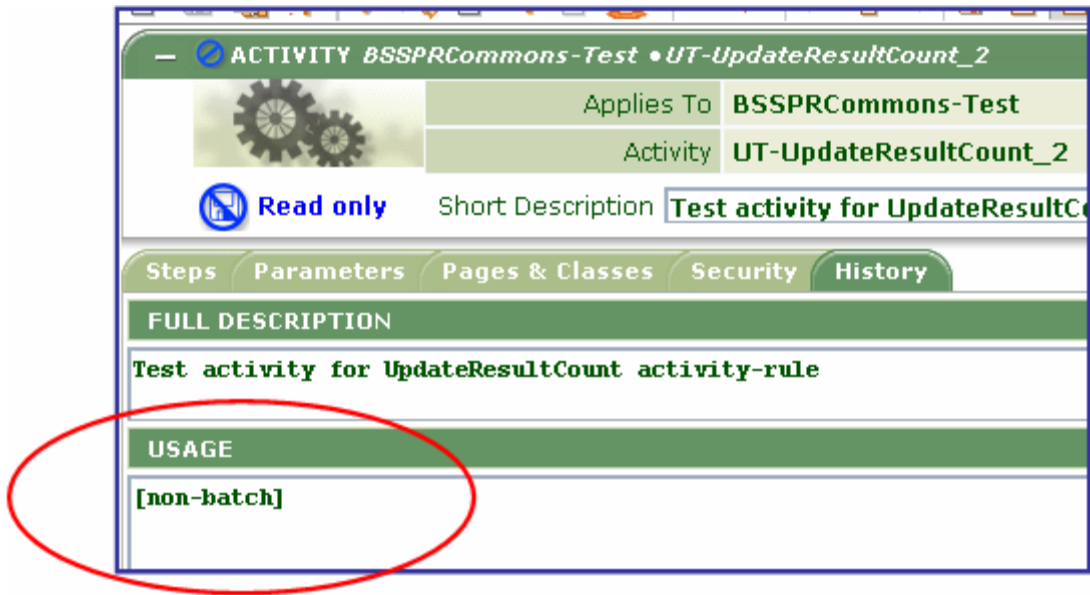 ACTIVITY BSSPRCommons-Test • UT-UpdateResultCount_2
Applies To BSSPRCommons-Test
Activity UT-UpdateResultCount_2
Read only Short Description Test activity for
Steps Parameters Pages & Classes Security History
FULL DESCRIPTION
Test activity for UpdateResultCount activity-rule
USAGE
[non-batch]